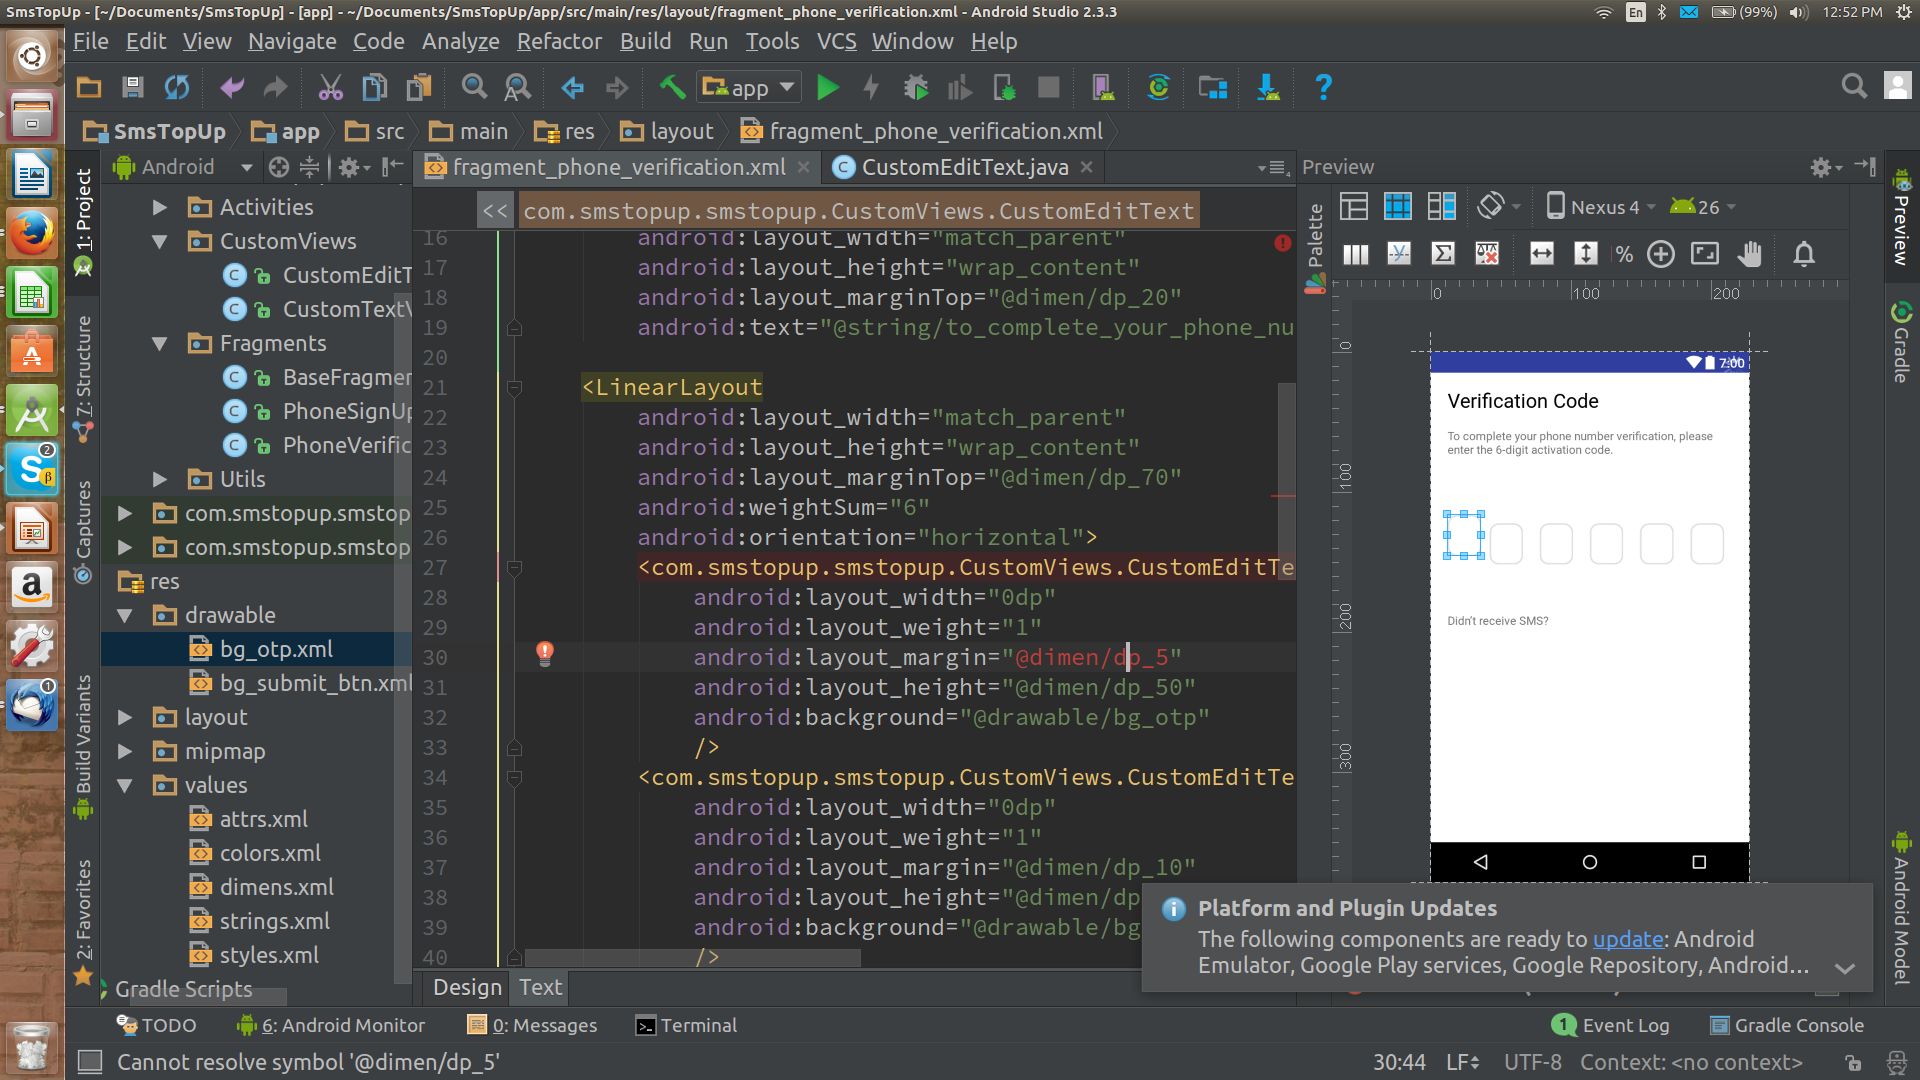 SmsTopUp - [~/Documents/SmsTopUp] - [app] - ~/Documents/SmsTopUp/app/src/main/res/layout/fragment_phone_verification.xml - Android Studio 2.3.3
En (99%) 12:52 PM
File Edit View Navigate Code Analyze Refactor Build Run Tools VCS Window Help
app
SmsTopUp app src main res layout fragment_phone_verification.xml
Android
fragment_phone_verification.xml
CustomEditText.java
Preview
<< com.smstopup.smstopup.CustomViews.CustomEditText
1: Project
7: Structure
Captures
Build Variants
2: Favorites
Activities
CustomViews
CustomEditT
CustomTextV
Fragments
BaseFragmer
PhoneSignUp
PhoneVerific
Utils
com.smstopup.smstop
com.smstopup.smstop
res
drawable
bg_otp.xml
bg_submit_btn.xml
layout
mipmap
values
attrs.xml
colors.xml
dimens.xml
strings.xml
styles.xml
Gradle Scripts
16 android:layout_width="match_parent"
17 android:layout_height="wrap_content"
18 android:layout_marginTop="@dimen/dp_20"
19 android:text="@string/to_complete_your_phone_nu
20
21 <LinearLayout
22 android:layout_width="match_parent"
23 android:layout_height="wrap_content"
24 android:layout_marginTop="@dimen/dp_70"
25 android:weightSum="6"
26 android:orientation="horizontal">
27 <com.smstopup.smstopup.CustomViews.CustomEditTe
28 android:layout_width="0dp"
29 android:layout_weight="1"
30 android:layout_margin="@dimen/dp_5"
31 android:layout_height="@dimen/dp_50"
32 android:background="@drawable/bg_otp"
33 />
34 <com.smstopup.smstopup.CustomViews.CustomEditTe
35 android:layout_width="0dp"
36 android:layout_weight="1"
37 android:layout_margin="@dimen/dp_10"
38 android:layout_height="@dimen/dp
39 android:background="@drawable/bg
40 />
Design Text
Palette
Nexus 4 26
%
0 100 200
0
100
200
300
7:00
Verification Code
To complete your phone number verification, please
enter the 6-digit activation code.
Didn't receive SMS?
Preview
Gradle
Android Model
Platform and Plugin Updates
The following components are ready to update: Android
Emulator, Google Play services, Google Repository, Android...
TODO 6: Android Monitor 0: Messages Terminal 1 Event Log Gradle Console
Cannot resolve symbol '@dimen/dp_5' 30:44 LF UTF-8 Context: <no context>
2
β
a
1